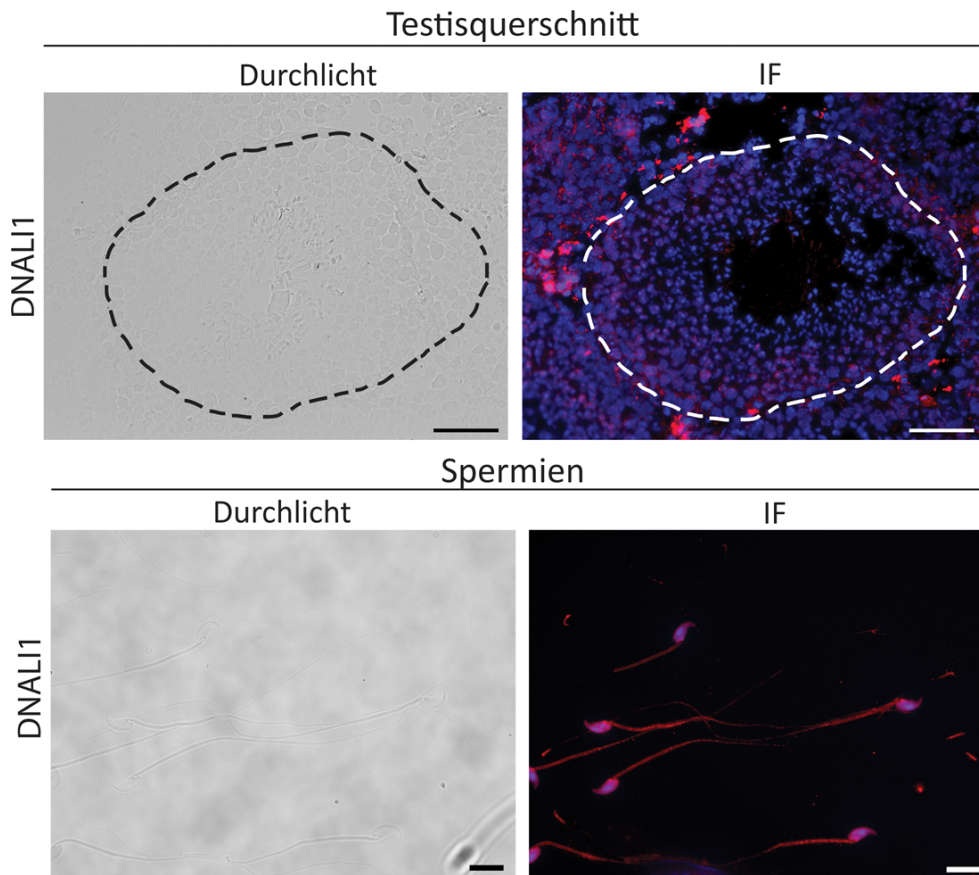 Testisquerschnitt
Durchlicht IF
DNALI1
Spermien
Durchlicht IF
DNALI1